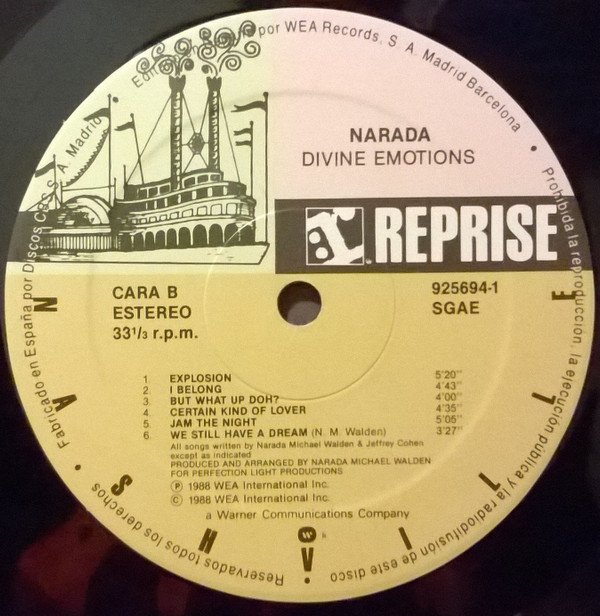 por WEA Records, S. A. Madrid Barcelona
NARADA
DIVINE EMOTIONS
REPRISE
CARA B
ESTEREO
33¹/₃ r.p.m.
925694-1
SGAE
1. EXPLOSION 5'20"
2. I BELONG 4'43"
3. BUT WHAT UP DOH? 4'00"
4. CERTAIN KIND OF LOVER 4'35"
5. JAM THE NIGHT 5'05"
6. WE STILL HAVE A DREAM (N. M. Walden) 3'27"
All songs written by Narada Michael Walden & Jeffrey Cohen
except as indicated
PRODUCED AND ARRANGED BY NARADA MICHAEL WALDEN
FOR PERFECTION LIGHT PRODUCTIONS
Ⓟ 1988 WEA International Inc.
© 1988 WEA International Inc.
a Warner Communications Company
NASHVILLE
Prohibida la reproducción, la ejecución pública y la radiodifusión de este disco
Reservados todos los derechos
Fabricado en España por Discos S. A. Madrid